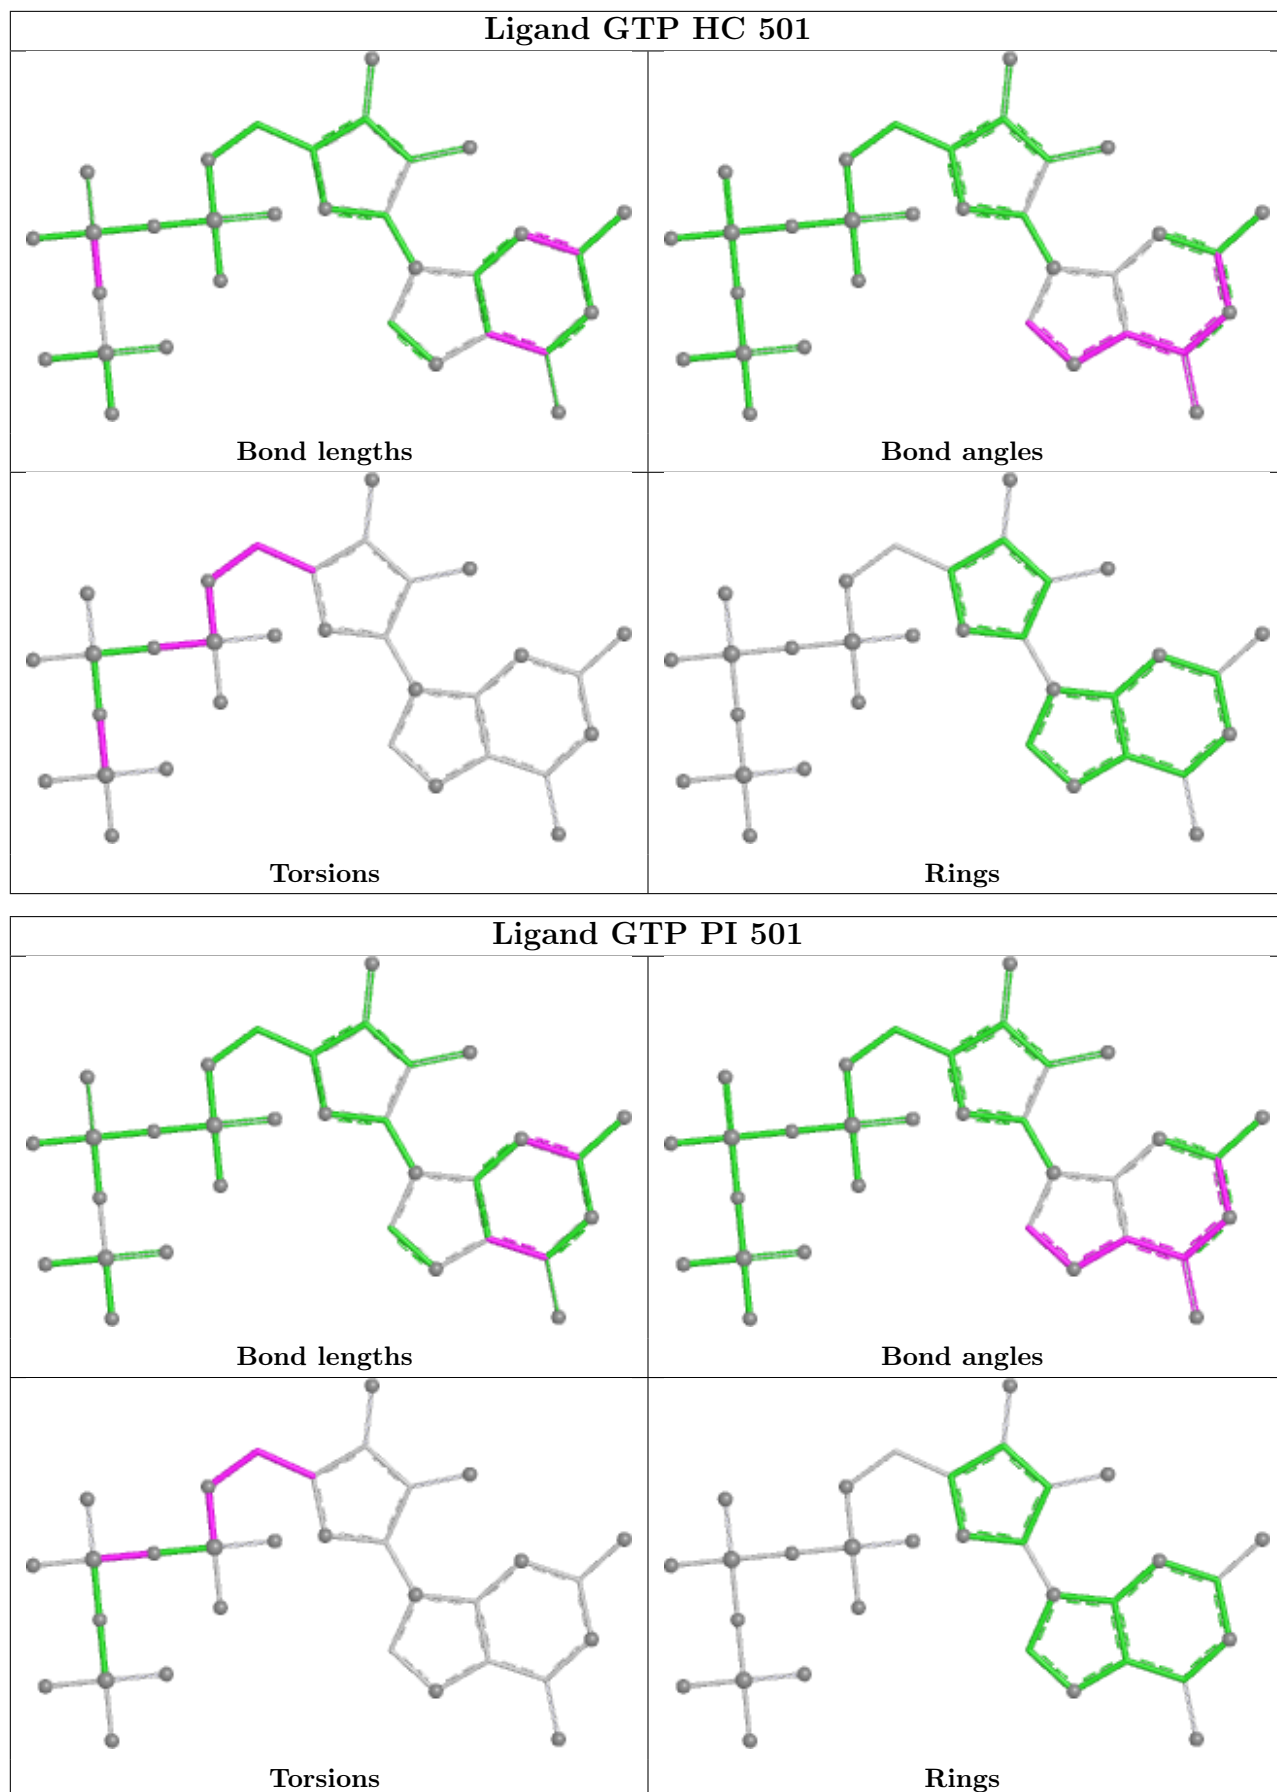 Ligand GTP HC 501
Bond lengths
Bond angles
Torsions
Rings
Ligand GTP PI 501
Bond lengths
Bond angles
Torsions
Rings